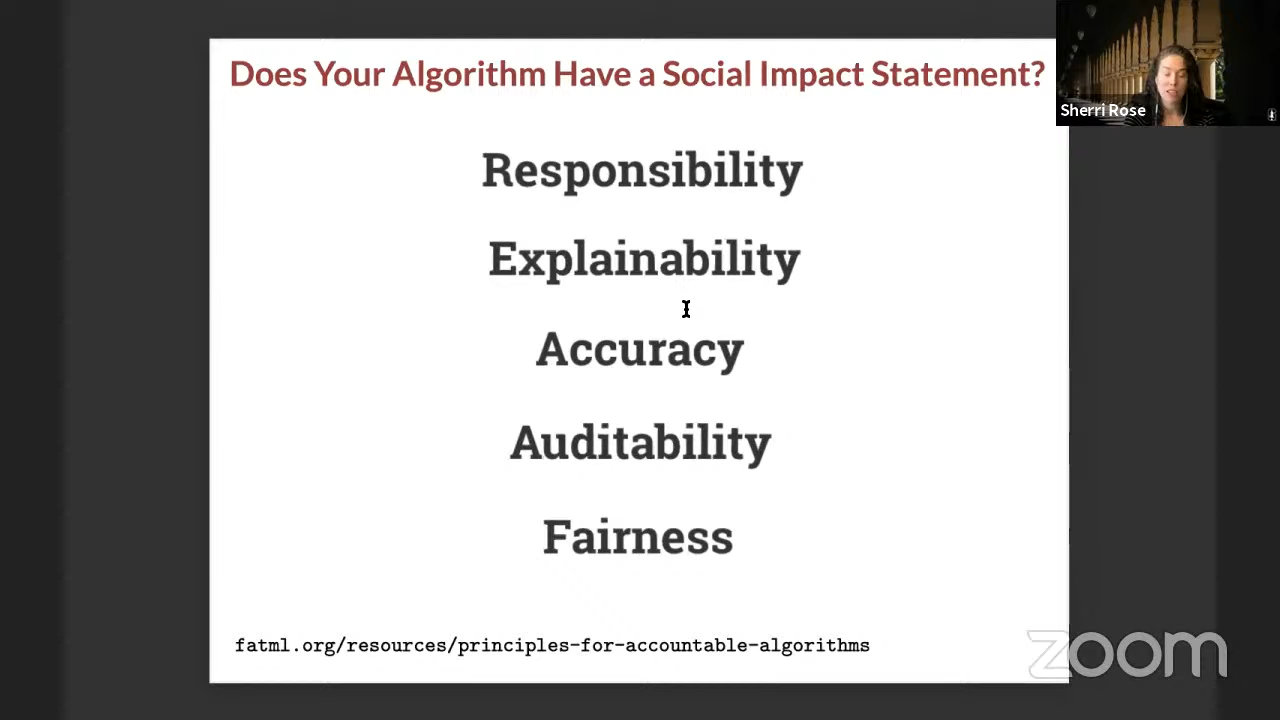 Does Your Algorithm Have a Social Impact Statement?
Sherri Rose
Responsibility
Explainability
Accuracy
Auditability
Fairness
fatml.org/resources/principles-for-accountable-algorithms
zoom